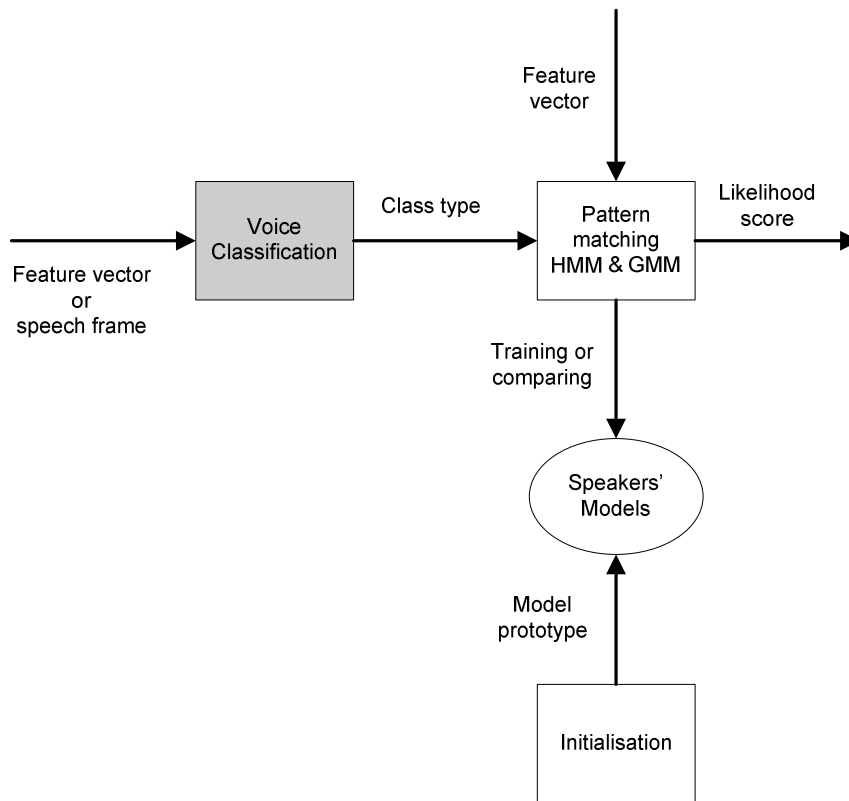 Feature
vector
Voice
Classification
Class type
Pattern
matching
HMM & GMM
Likelihood
score
Feature vector
or
speech frame
Training or
comparing
Speakers’
Models
Model
prototype
Initialisation